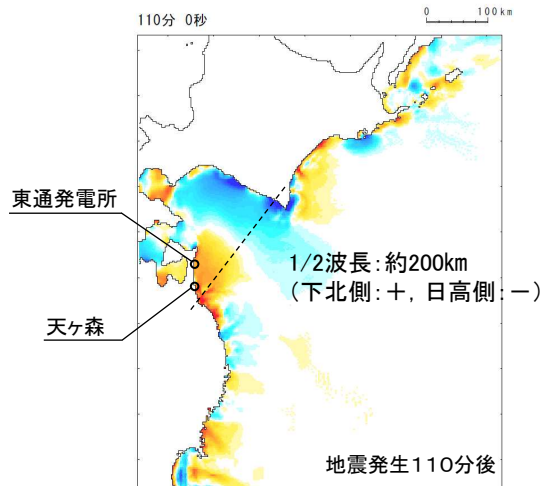 110分 0秒
0 100km
東通発電所
天ヶ森
1/2波長:約200km
(下北側:+, 日高側:-)
地震発生110分後